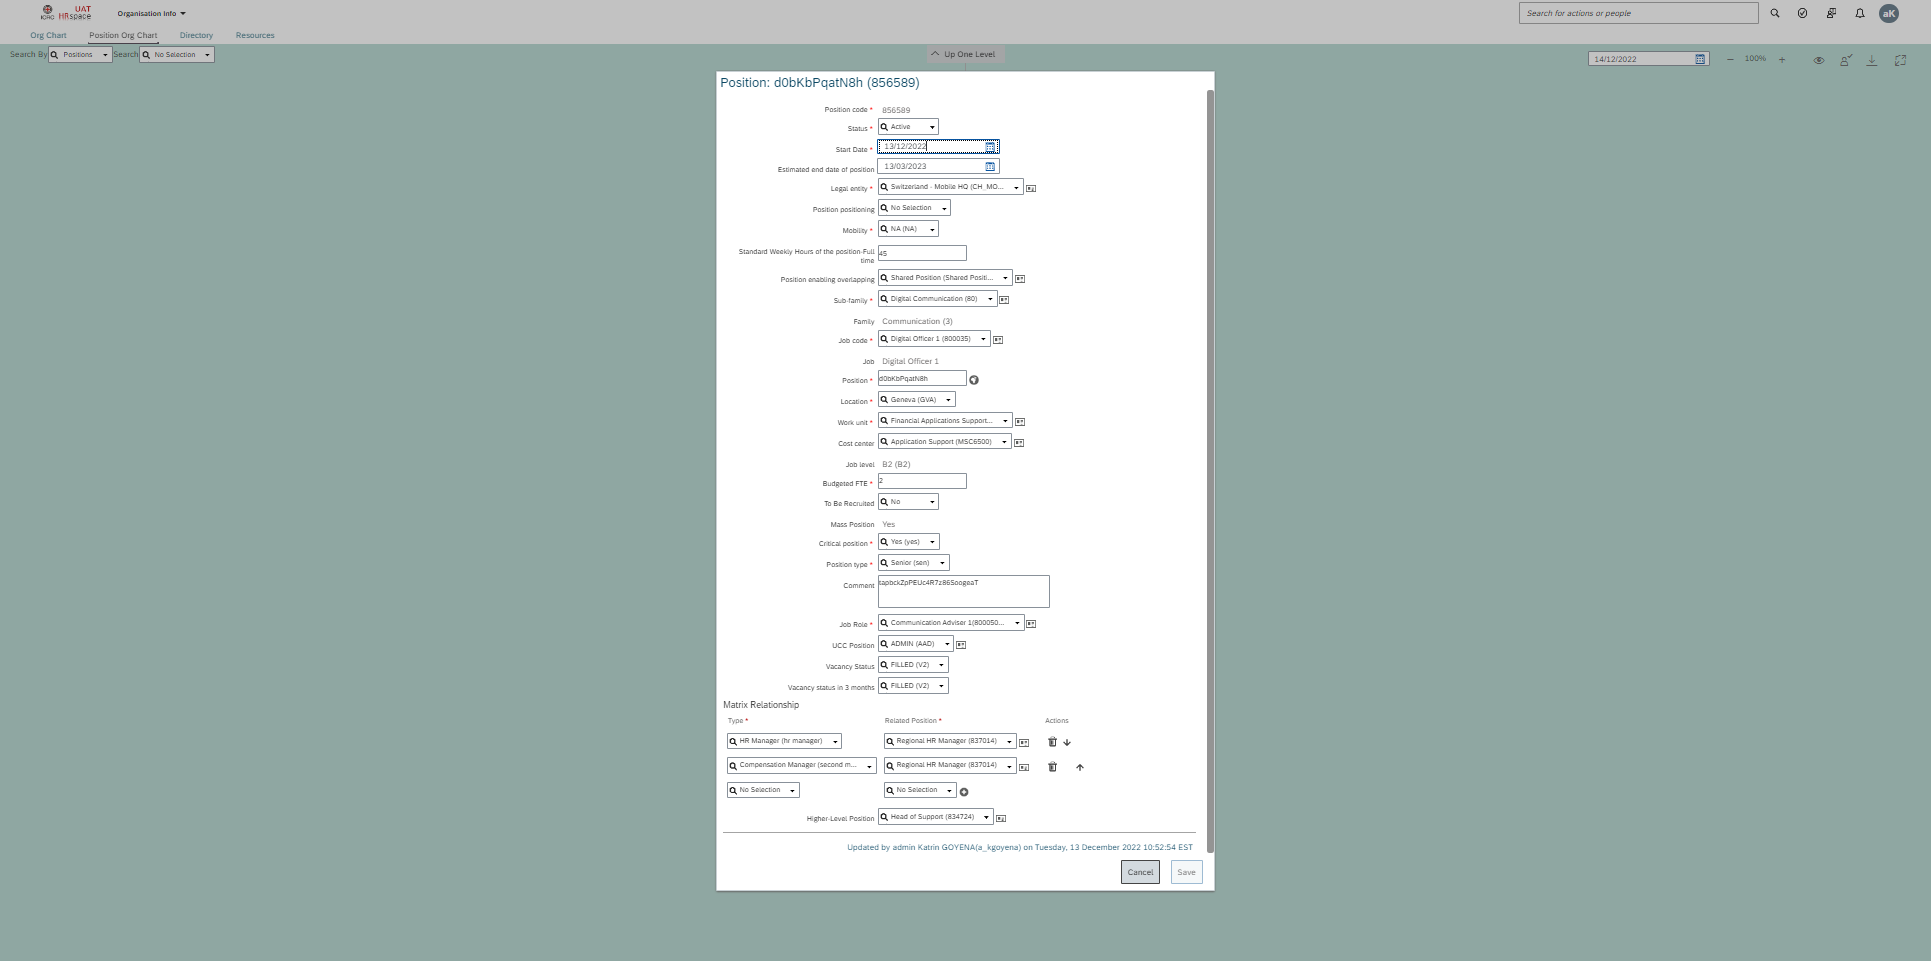 ICRC
UAT
HRspace
Organisation Info
Search for actions or people
aK
Org Chart
Position Org Chart
Directory
Resources
Search By
Positions
Search
No Selection
Up One Level
14/12/2022
100%
Position: d0bKbPqatN8h (856589)
Position code * 856589
Status * Active
Start Date * 13/12/2022
Estimated end date of position 13/03/2023
Legal entity * Switzerland - Mobile HQ (CH_MO...
Position positioning No Selection
Mobility * NA (NA)
Standard Weekly Hours of the position-Full
time
45
Position enabling overlapping Shared Position (Shared Positi...
Sub-family * Digital Communication (80)
Family Communication (3)
Job code * Digital Officer 1 (800035)
Job Digital Officer 1
Position * d0bKbPqatN8h
Location * Geneva (GVA)
Work unit * Financial Applications Support...
Cost center Application Support (MSC6500)
Job level B2 (B2)
Budgeted FTE * 2
To Be Recruited No
Mass Position Yes
Critical position * Yes (yes)
Position type * Senior (sen)
Comment tapbckZpPEUc4R7z86SoogeaT
Job Role * Communication Adviser 1(800050...
UCC Position ADMIN (AAD)
Vacancy Status FILLED (V2)
Vacancy status in 3 months FILLED (V2)
Matrix Relationship
Type * Related Position * Actions
HR Manager (hr manager) Regional HR Manager (837014)
Compensation Manager (second m... Regional HR Manager (837014)
No Selection No Selection
Higher-Level Position Head of Support (834724)
Updated by admin Katrin GOYENA(a_kgoyena) on Tuesday, 13 December 2022 10:52:54 EST
Cancel
Save